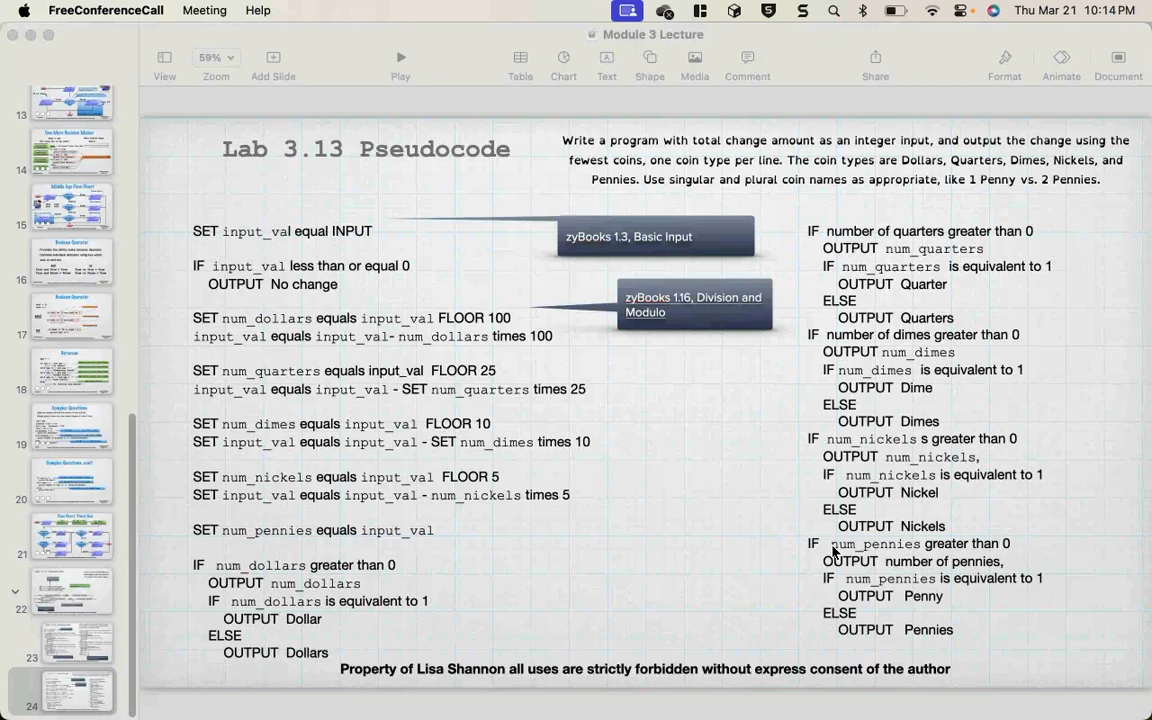 FreeConferenceCall Meeting Help Thu Mar 21 10:14 PM
Module 3 Lecture
59%
View Zoom Add Slide Play Table Chart Text Shape Media Comment Share Format Animate Document
13
14
15
16
17
18
19
20
21
22
23
24
Lab 3.13 Pseudocode
Write a program with total change amount as an integer input, and output the change using the
fewest coins, one coin type per line. The coin types are Dollars, Quarters, Dimes, Nickels, and
Pennies. Use singular and plural coin names as appropriate, like 1 Penny vs. 2 Pennies.
SET input_val equal INPUT
IF input_val less than or equal 0
OUTPUT No change
SET num_dollars equals input_val FLOOR 100
input_val equals input_val- num_dollars times 100
SET num_quarters equals input_val FLOOR 25
input_val equals input_val - SET num_quarters times 25
SET num_dimes equals input_val FLOOR 10
SET input_val equals input_val - SET num_dimes times 10
SET num_nickels equals input_val FLOOR 5
SET input_val equals input_val - num_nickels times 5
SET num_pennies equals input_val
IF num_dollars greater than 0
OUTPUT num_dollars
IF num_dollars is equivalent to 1
OUTPUT Dollar
ELSE
OUTPUT Dollars
zyBooks 1.3, Basic Input
zyBooks 1.16, Division and
Modulo
IF number of quarters greater than 0
OUTPUT num_quarters
IF num_quarters is equivalent to 1
OUTPUT Quarter
ELSE
OUTPUT Quarters
IF number of dimes greater than 0
OUTPUT num_dimes
IF num_dimes is equivalent to 1
OUTPUT Dime
ELSE
OUTPUT Dimes
IF num_nickels s greater than 0
OUTPUT num_nickels,
IF num_nickels is equivalent to 1
OUTPUT Nickel
ELSE
OUTPUT Nickels
IF num_pennies greater than 0
OUTPUT number of pennies,
IF num_pennies is equivalent to 1
OUTPUT Penny
ELSE
OUTPUT Pennies
Property of Lisa Shannon all uses are strictly forbidden without express consent of the author